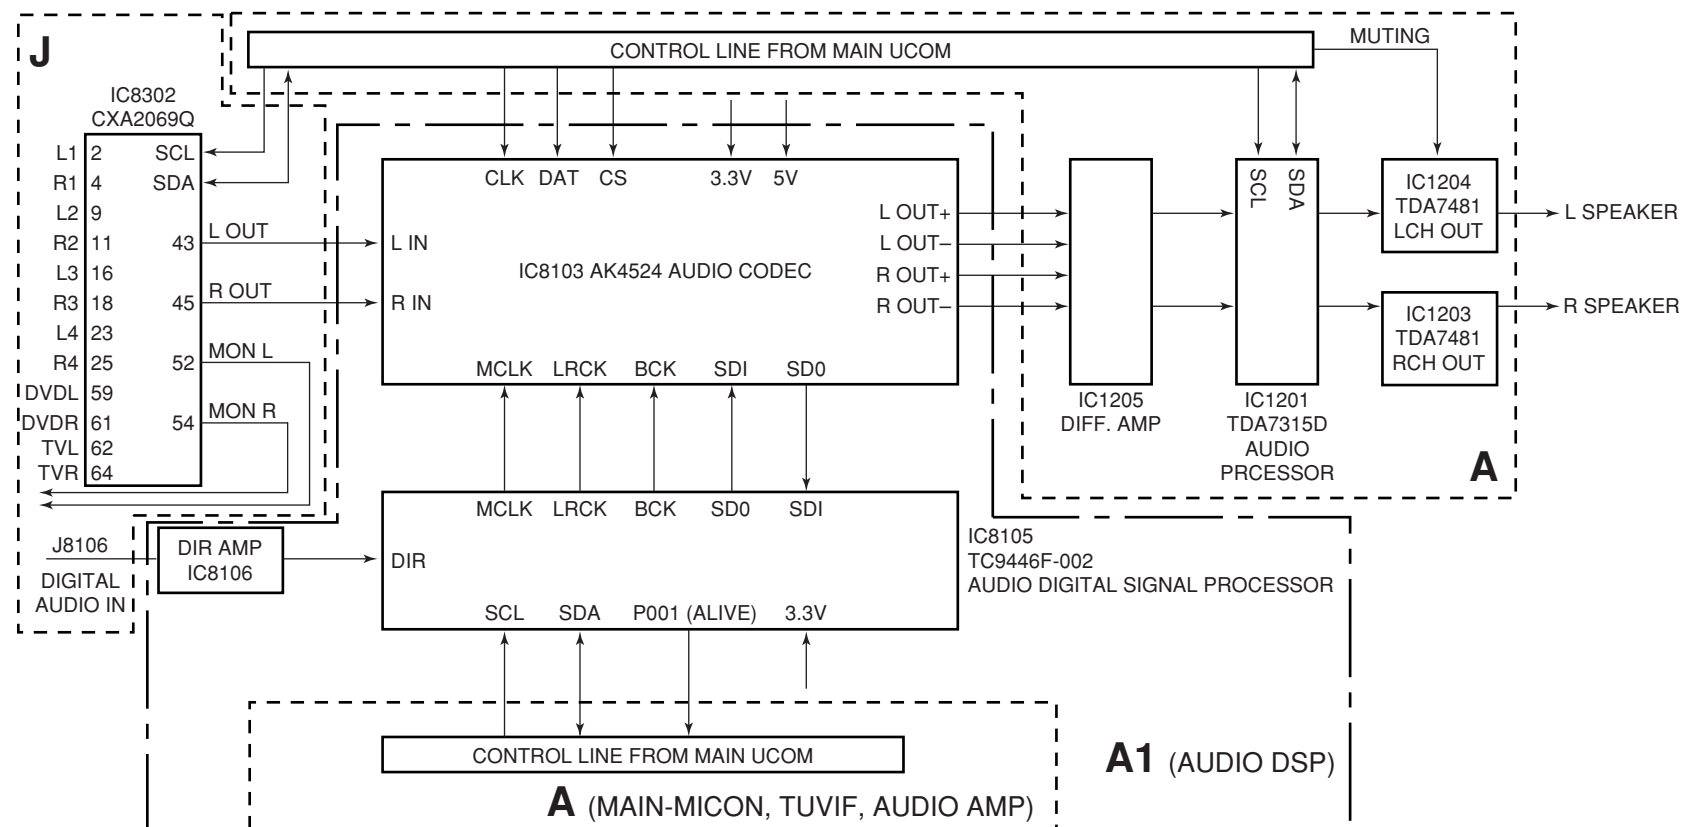 J
CONTROL LINE FROM MAIN UCOM
MUTING
IC8302
CXA2069Q
L1 2 SCL
R1 4 SDA
L2 9
R2 11 43 L OUT
L3 16
R3 18 45 R OUT
L4 23
R4 25 52 MON L
DVDL 59
DVDR 61 54 MON R
TVL 62
TVR 64
CLK DAT CS 3.3V 5V
L IN
R IN
IC8103 AK4524 AUDIO CODEC
L OUT+
L OUT–
R OUT+
R OUT–
MCLK LRCK BCK SDI SD0
IC1205
DIFF. AMP
SCL
SDA
IC1201
TDA7315D
AUDIO
PRCESSOR
IC1204
TDA7481
LCH OUT
L SPEAKER
IC1203
TDA7481
RCH OUT
R SPEAKER
A
MCLK LRCK BCK SD0 SDI
J8106
DIGITAL
AUDIO IN
DIR AMP
IC8106
DIR
SCL SDA P001 (ALIVE) 3.3V
IC8105
TC9446F-002
AUDIO DIGITAL SIGNAL PROCESSOR
CONTROL LINE FROM MAIN UCOM
A1 (AUDIO DSP)
A (MAIN-MICON, TUVIF, AUDIO AMP)